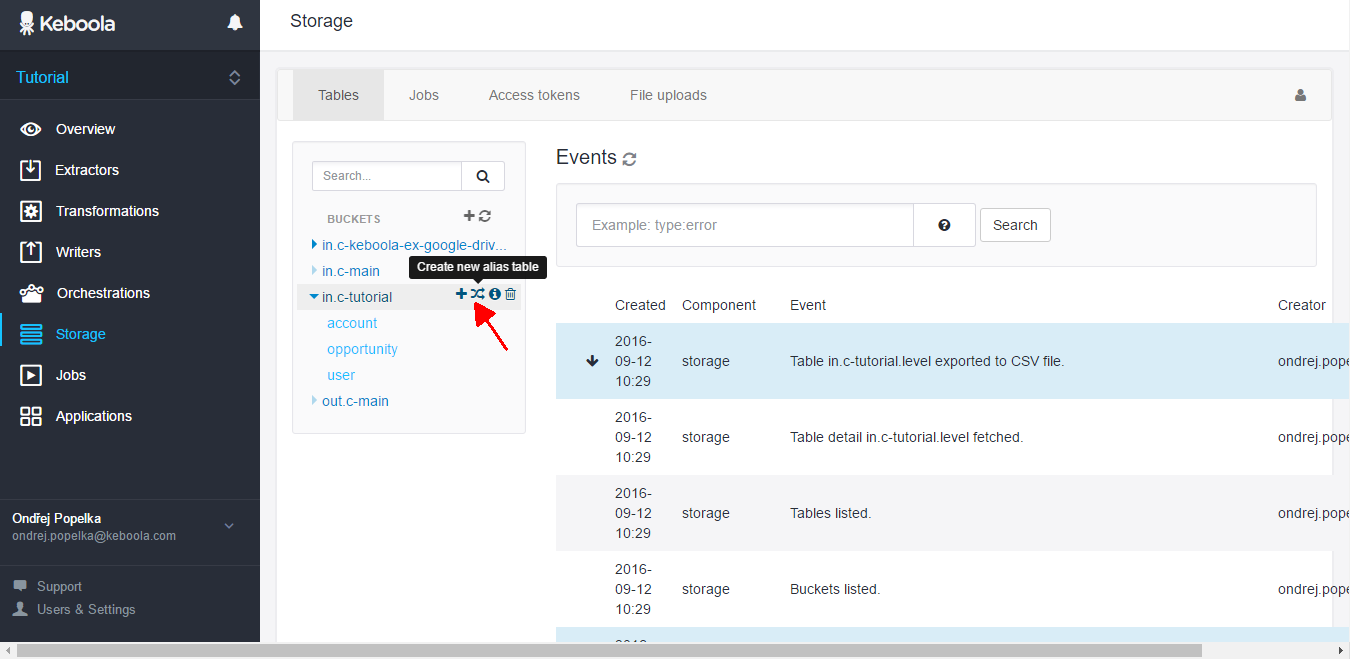 Keboola
Storage
Tutorial
Overview
Extractors
Transformations
Writers
Orchestrations
Storage
Jobs
Applications
Ondřej Popelka
ondrej.popelka@keboola.com
Support
Users & Settings
Tables Jobs Access tokens File uploads
Search...
BUCKETS
in.c-keboola-ex-google-driv...
Create new alias table
in.c-main
in.c-tutorial
account
opportunity
user
out.c-main
Events
Example: type:error
Search
Created Component Event Creator
2016-
09-12
10:29
storage
Table in.c-tutorial.level exported to CSV file.
ondrej.pope
2016-
09-12
10:29
storage
Table detail in.c-tutorial.level fetched.
ondrej.pope
2016-
09-12
10:29
storage
Tables listed.
ondrej.pope
2016-
09-12
10:29
storage
Buckets listed.
ondrej.pope